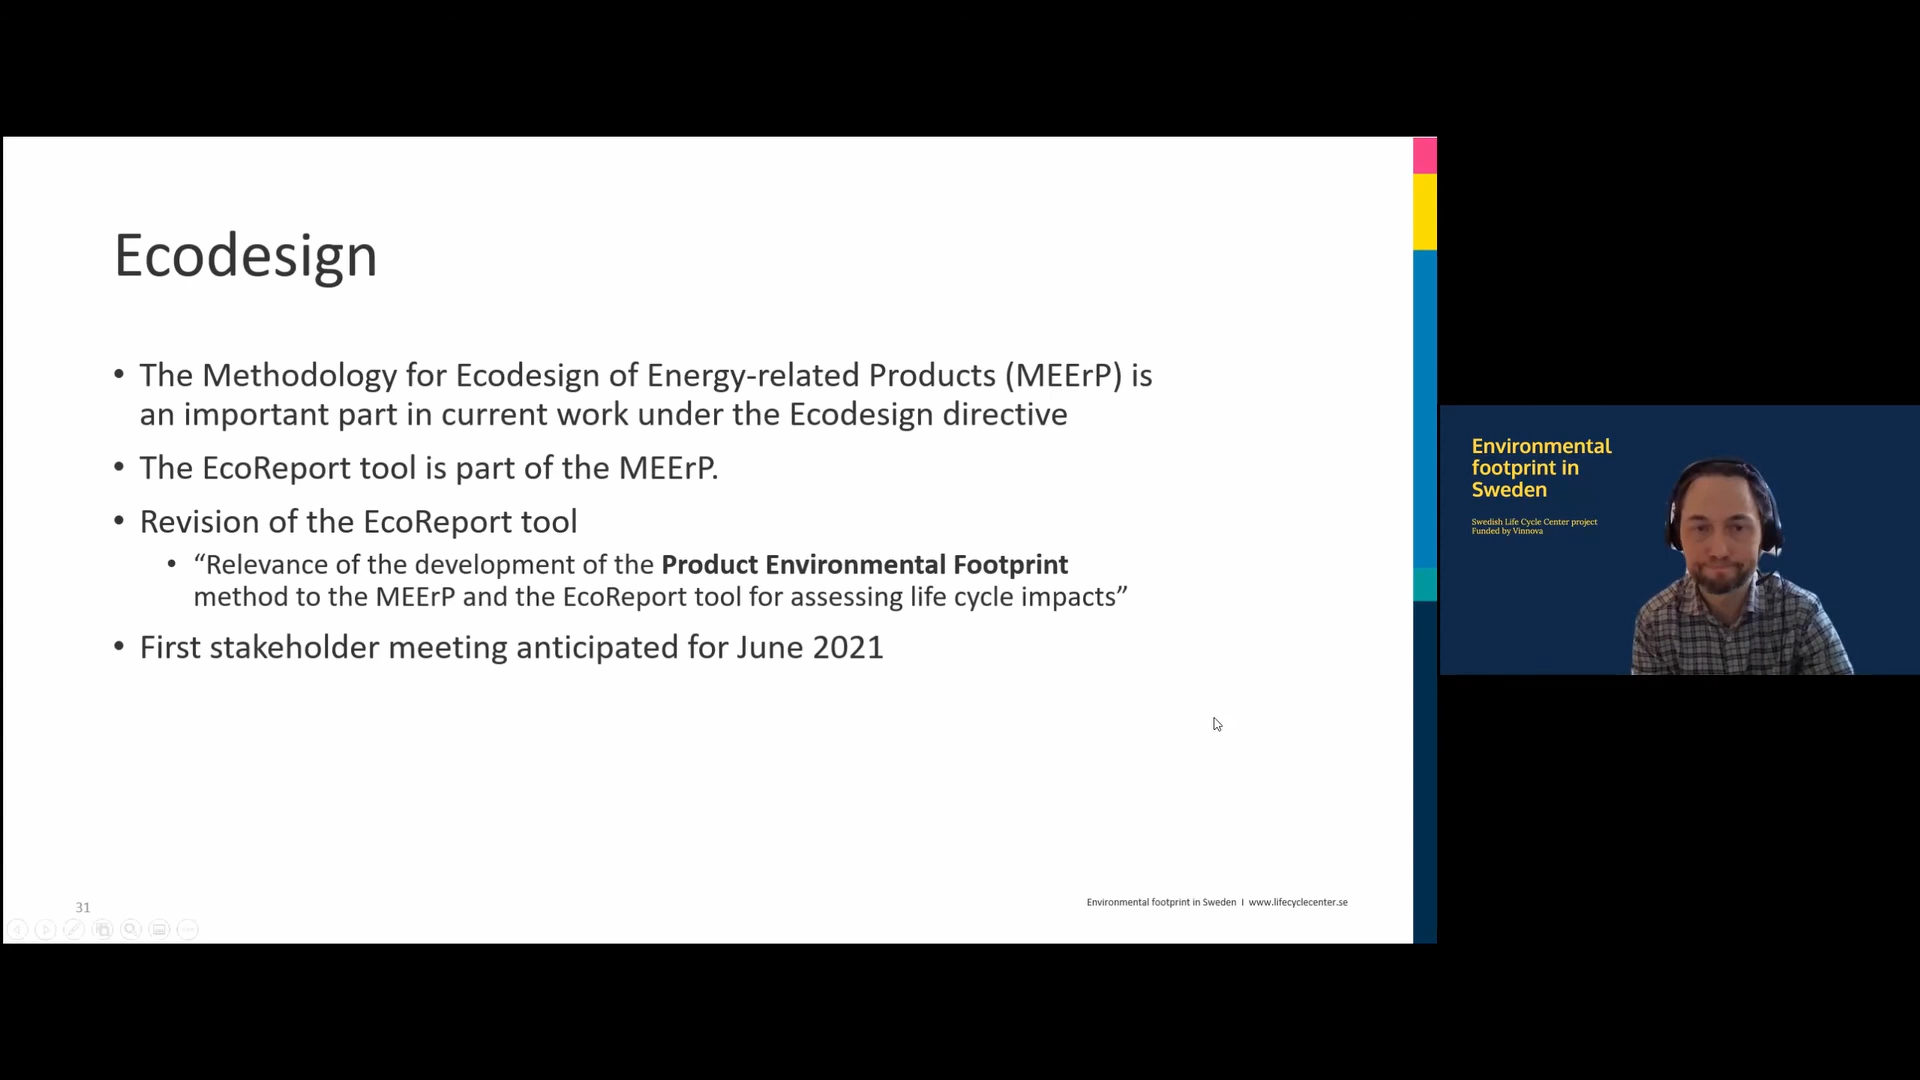 Ecodesign
• The Methodology for Ecodesign of Energy-related Products (MEErP) is
an important part in current work under the Ecodesign directive
• The EcoReport tool is part of the MEErP.
• Revision of the EcoReport tool
• “Relevance of the development of the Product Environmental Footprint
method to the MEErP and the EcoReport tool for assessing life cycle impacts”
• First stakeholder meeting anticipated for June 2021
31
Environmental footprint in Sweden I www.lifecyclecenter.se
Environmental
footprint in
Sweden
Swedish Life Cycle Center project
Funded by Vinnova